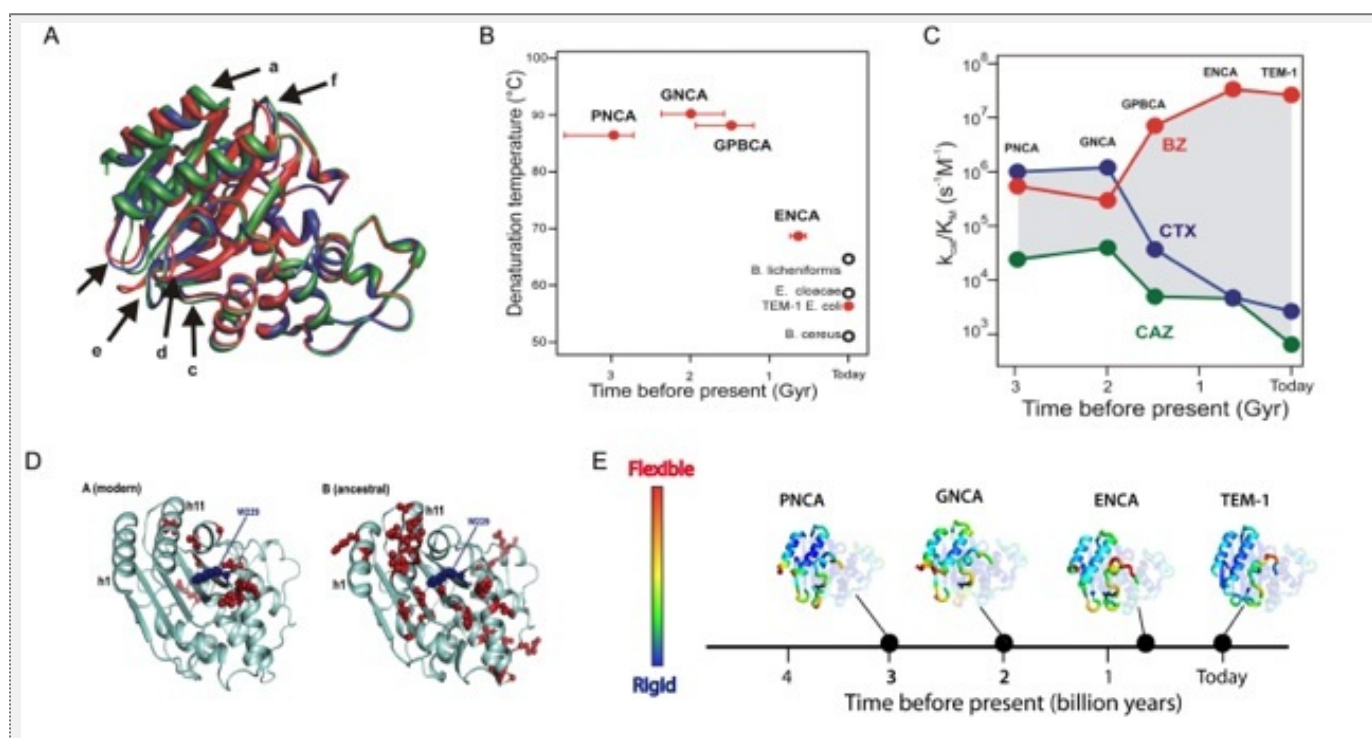 A
a
f
e
d
c
B
Denaturation temperature (°C)
100
90
80
70
60
50
PNCA
GNCA
GPBCA
ENCA
B. licheniformis
E. cloacae
TEM-1 E. coli
B. cereus
3
2
1
Today
Time before present (Gyr)
C
kcat/KM (s⁻¹M⁻¹)
10⁸
10⁷
10⁶
10⁵
10⁴
10³
PNCA
GNCA
GPBCA
ENCA
TEM-1
BZ
CTX
CAZ
3
2
1
Today
Time before present (Gyr)
D
A (modern)
h11
W229
h1
B (ancestral)
h11
W229
h1
E
Flexible
Rigid
PNCA
GNCA
ENCA
TEM-1
4
3
2
1
Today
Time before present (billion years)